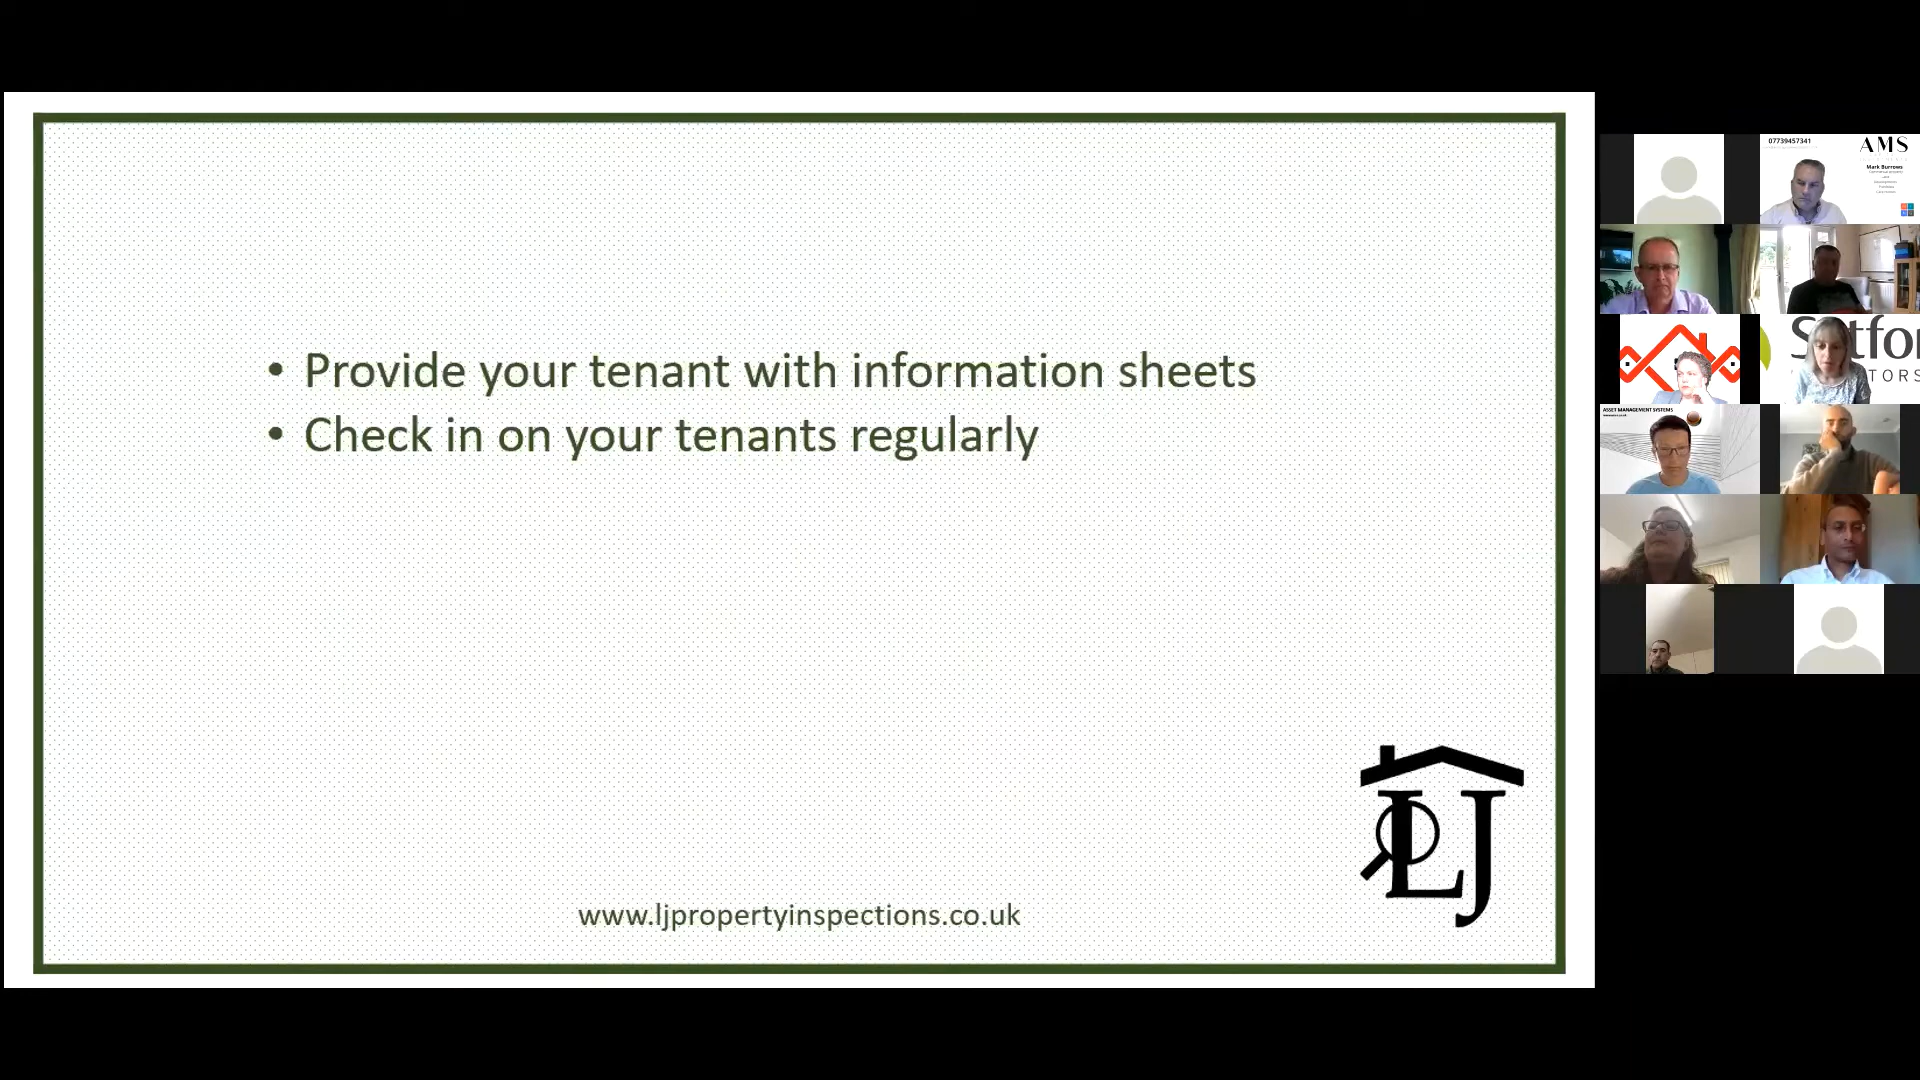 • Provide your tenant with information sheets
• Check in on your tenants regularly
LJ
www.ljpropertyinspections.co.uk
07739457341
AMS
Mark Burrows
ASSET MANAGEMENT SYSTEMS